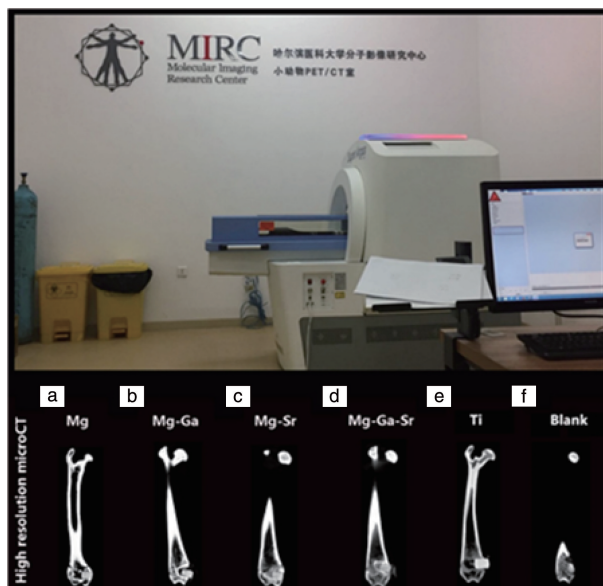 MIRC
Molecular Imaging
Research Center
哈尔滨医科大学分子影像研究中心
小动物PET/CT室
a b c d e f
Mg Mg-Ga Mg-Sr Mg-Ga-Sr Ti Blank
High resolution microCT